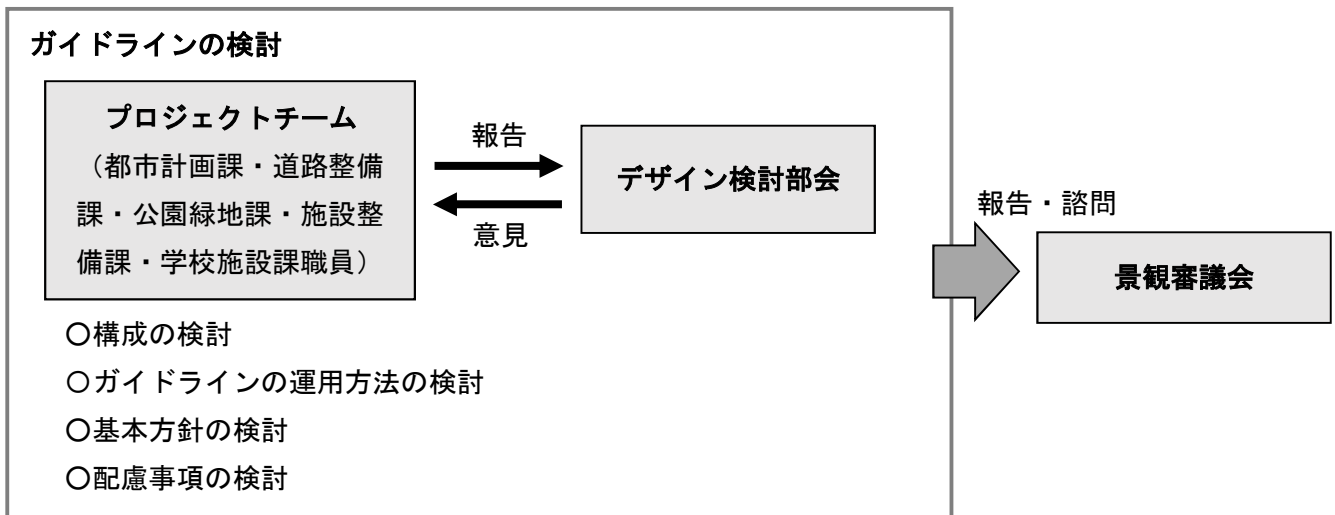 ガイドラインの検討
プロジェクトチーム
（都市計画課・道路整備
課・公園緑地課・施設整
備課・学校施設課職員）
報告
意見
デザイン検討部会
報告・諮問
景観審議会
〇構成の検討
〇ガイドラインの運用方法の検討
〇基本方針の検討
〇配慮事項の検討